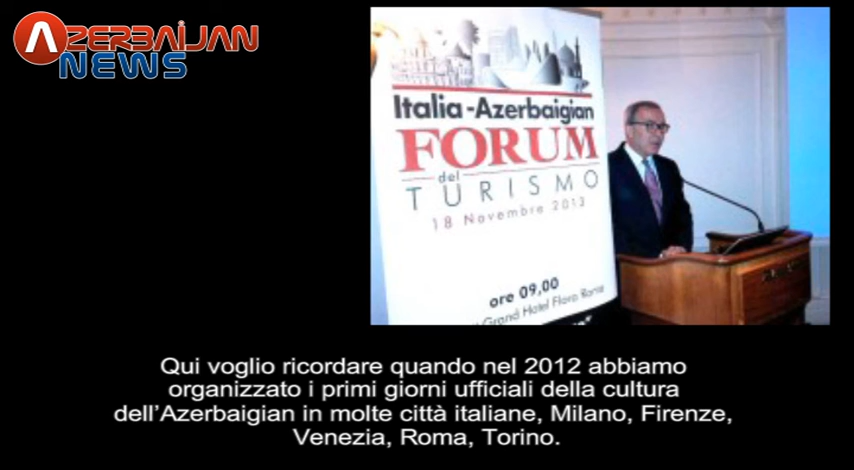 AZERBAIJAN
NEWS
Italia-Azerbaigian
FORUM
del
TURISMO
18 Novembre 2013
ore 09,00
Grand Hotel Flora Roma
Qui voglio ricordare quando nel 2012 abbiamo
organizzato i primi giorni ufficiali della cultura
dell'Azerbaigian in molte città italiane, Milano, Firenze,
Venezia, Roma, Torino.